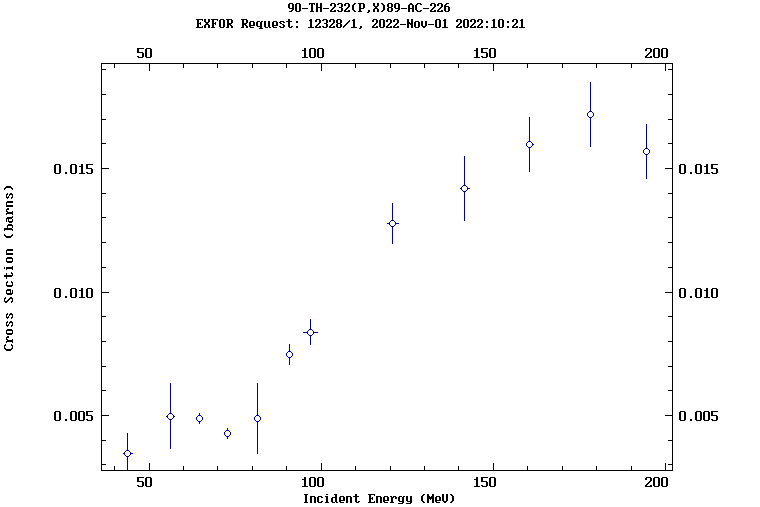 90-TH-232(P,X)89-AC-226
EXFOR Request: 12328/1, 2022-Nov-01 2022:10:21
50 100 150 200
0.015 0.015
0.010 0.010
0.005 0.005
Cross Section (barns)
50 100 150 200
Incident Energy (MeV)